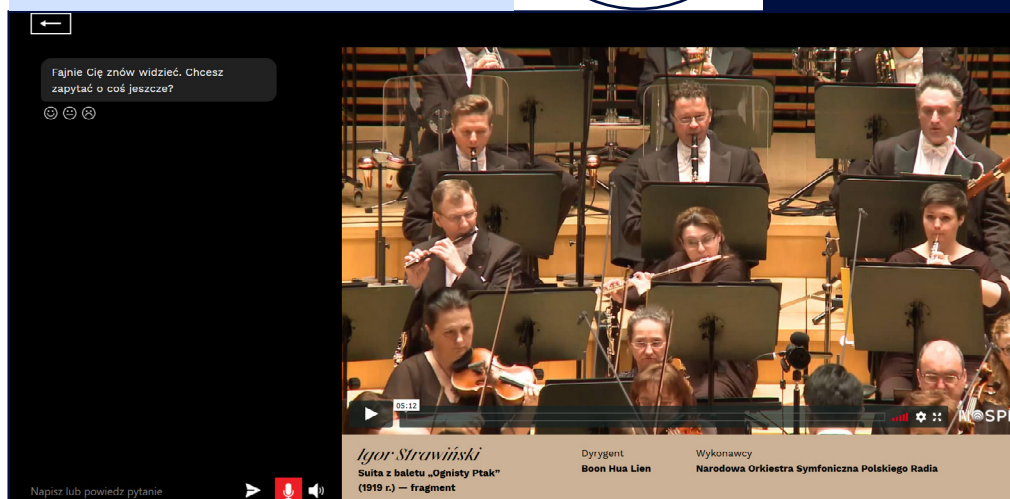 Fajnie Cię znów widzieć. Chcesz
zapytać o coś jeszcze?
05:12
Igor Strawiński
Suita z baletu „Ognisty Ptak”
(1919 r.) — fragment
Dyrygent
Boon Hua Lien
Wykonawcy
Narodowa Orkiestra Symfoniczna Polskiego Radia
Napisz lub powiedz pytanie